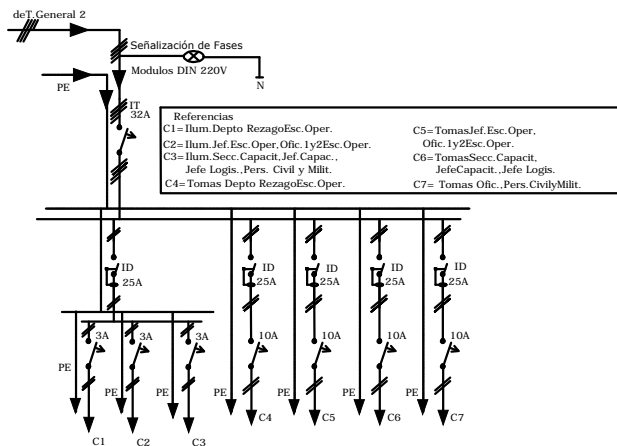 deT.General 2
Señalización de Fases
Modulos DIN 220V
N
PE
IT
32A
Referencias
C1=Ilum.Depto RezagoEsc.Oper.
C2=Ilum.Jef.Esc.Oper,Ofic.1y2Esc.Oper.
C3=Ilum.Secc.Capacit,Jef.Capac.,
Jefe Logis.,Pers. Civil y Milit.
C4=Tomas Depto RezagoEsc.Oper.
C5=TomasJef.Esc.Oper,
Ofic.1y2Esc.Oper.
C6=TomasSecc.Capacit,
JefeCapacit.,Jefe Logis.
C7= Tomas Ofic.,Pers.CivilyMilit.
ID
25A
ID
25A
ID
25A
ID
25A
ID
25A
3A
3A
3A
10A
10A
10A
10A
PE
PE
PE
PE
PE
PE
PE
C1
C2
C3
C4
C5
C6
C7